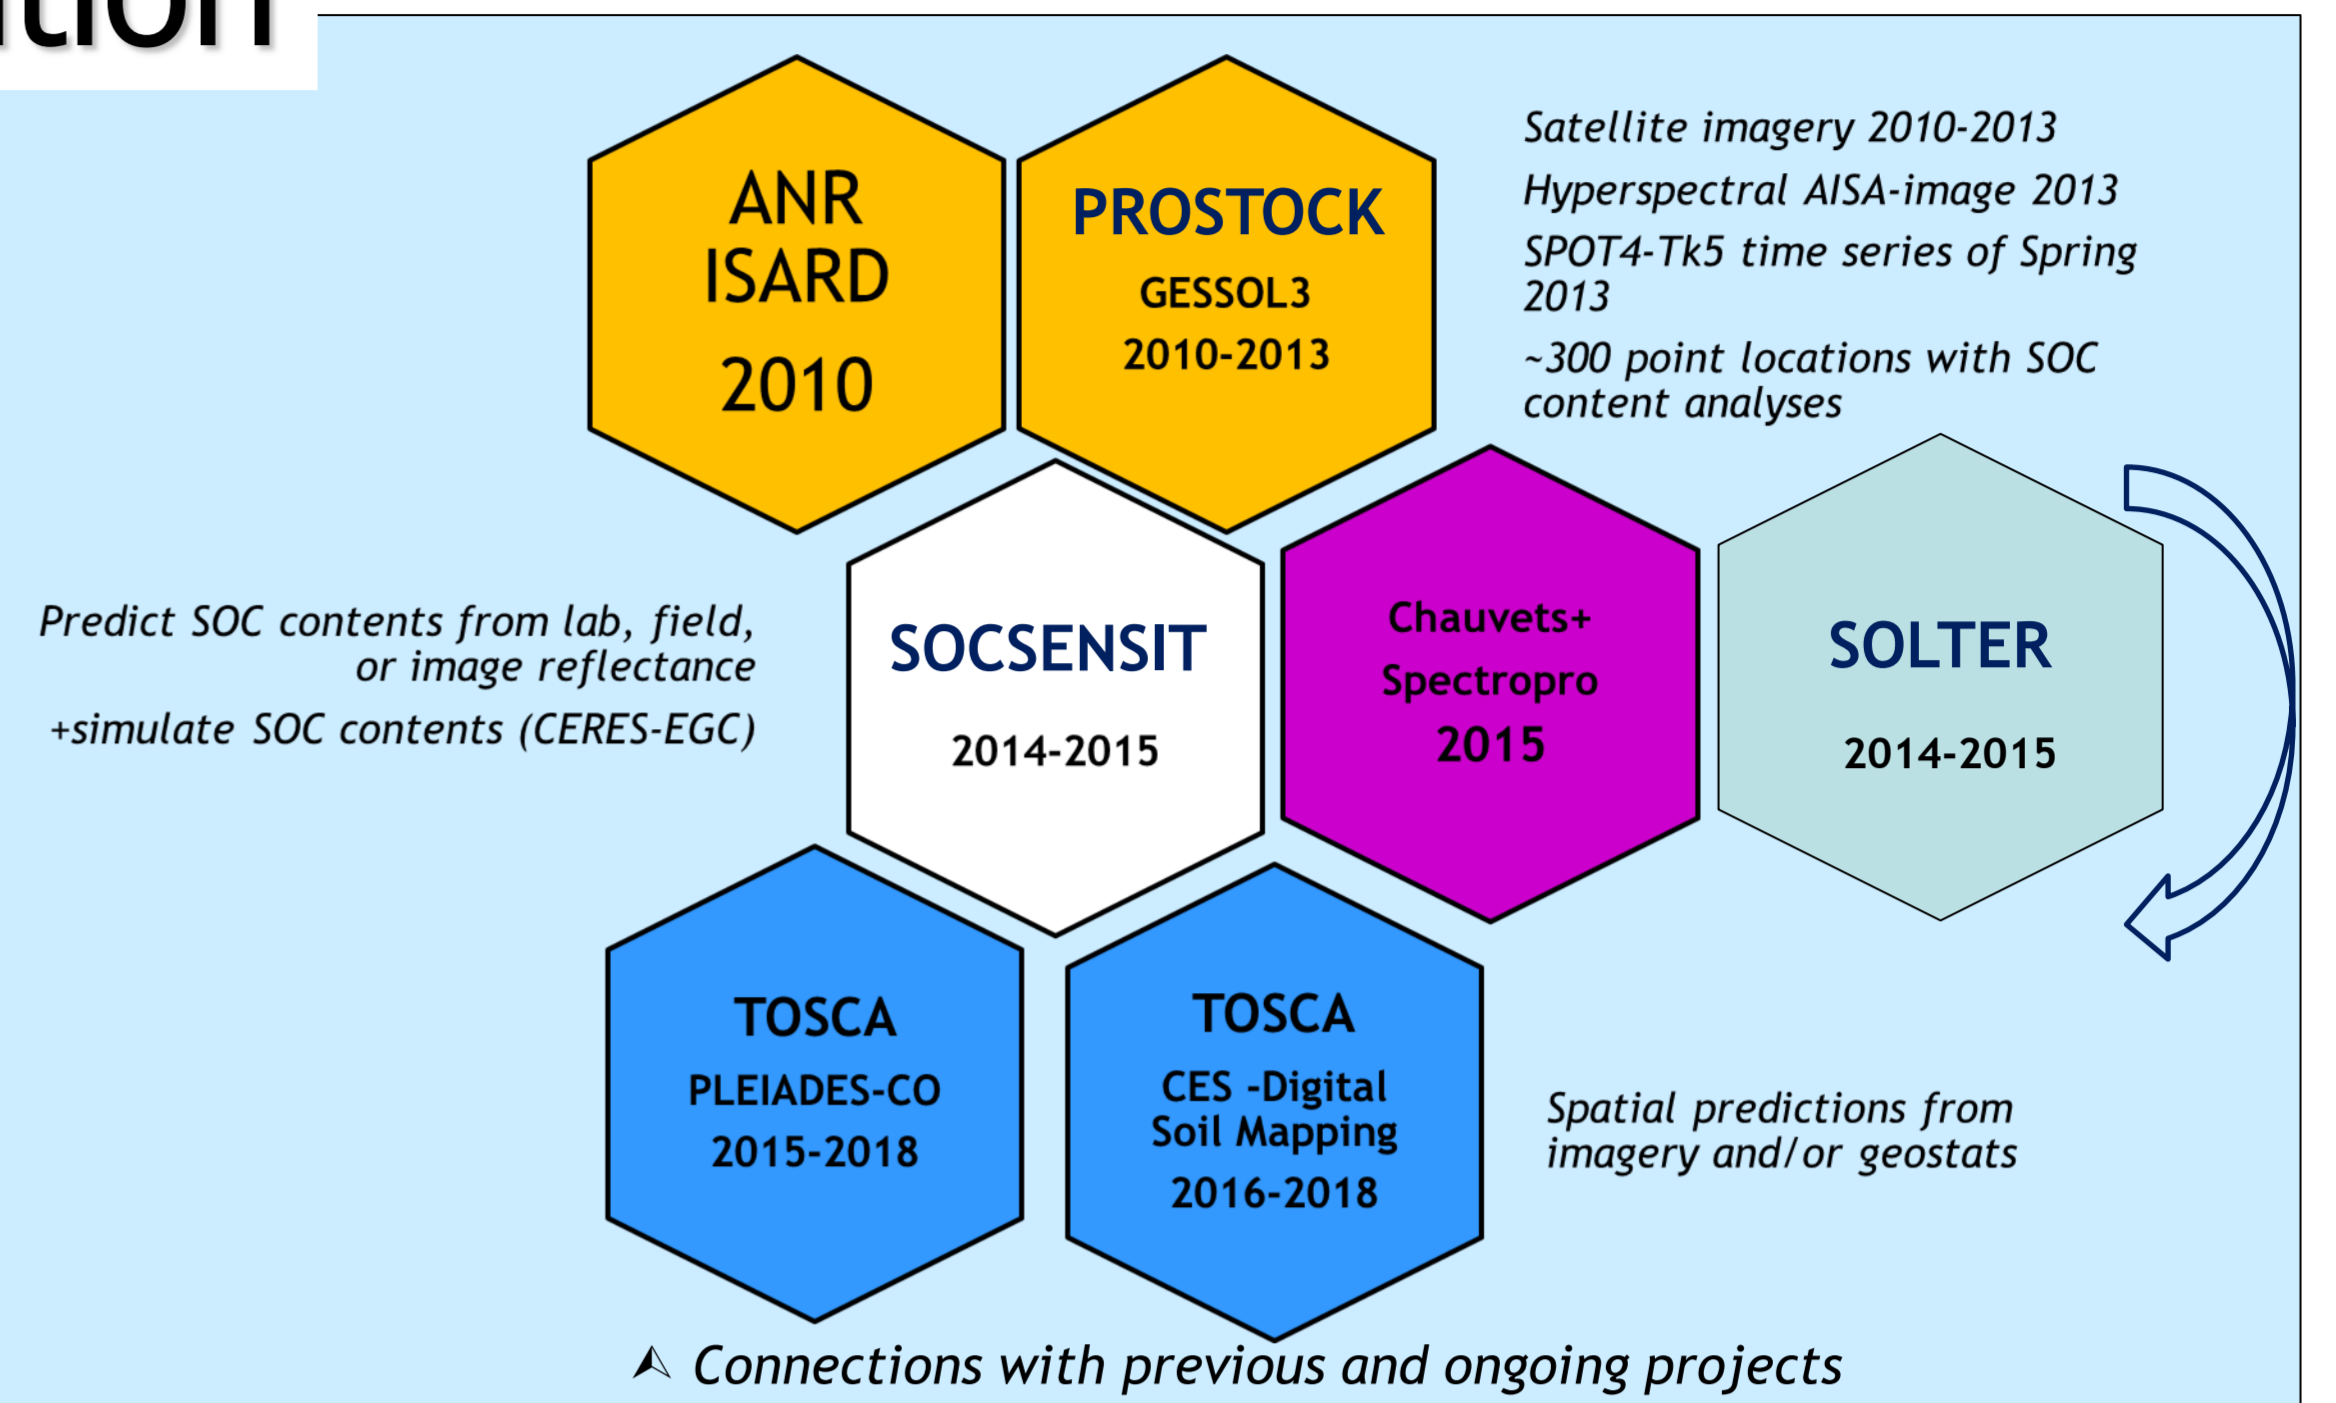 ANR
ISARD
2010
PROSTOCK
GESSOL3
2010-2013
Satellite imagery 2010-2013
Hyperspectral AISA-image 2013
SPOT4-Tk5 time series of Spring
2013
~300 point locations with SOC
content analyses
Predict SOC contents from lab, field,
or image reflectance
+simulate SOC contents (CERES-EGC)
SOCSENSIT
2014-2015
Chauvets+
Spectropro
2015
SOLTER
2014-2015
TOSCA
PLEIADES-CO
2015-2018
TOSCA
CES -Digital
Soil Mapping
2016-2018
Spatial predictions from
imagery and/or geostats
Connections with previous and ongoing projects